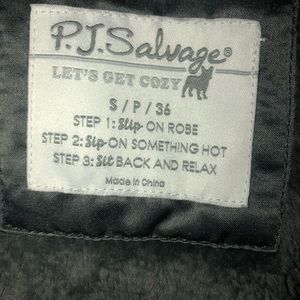 P.J.Salvage®
LET'S GET COZY
S / P / 36
STEP 1: Slip ON ROBE
STEP 2: Sip ON SOMETHING HOT
STEP 3: Sit BACK AND RELAX
Made in China